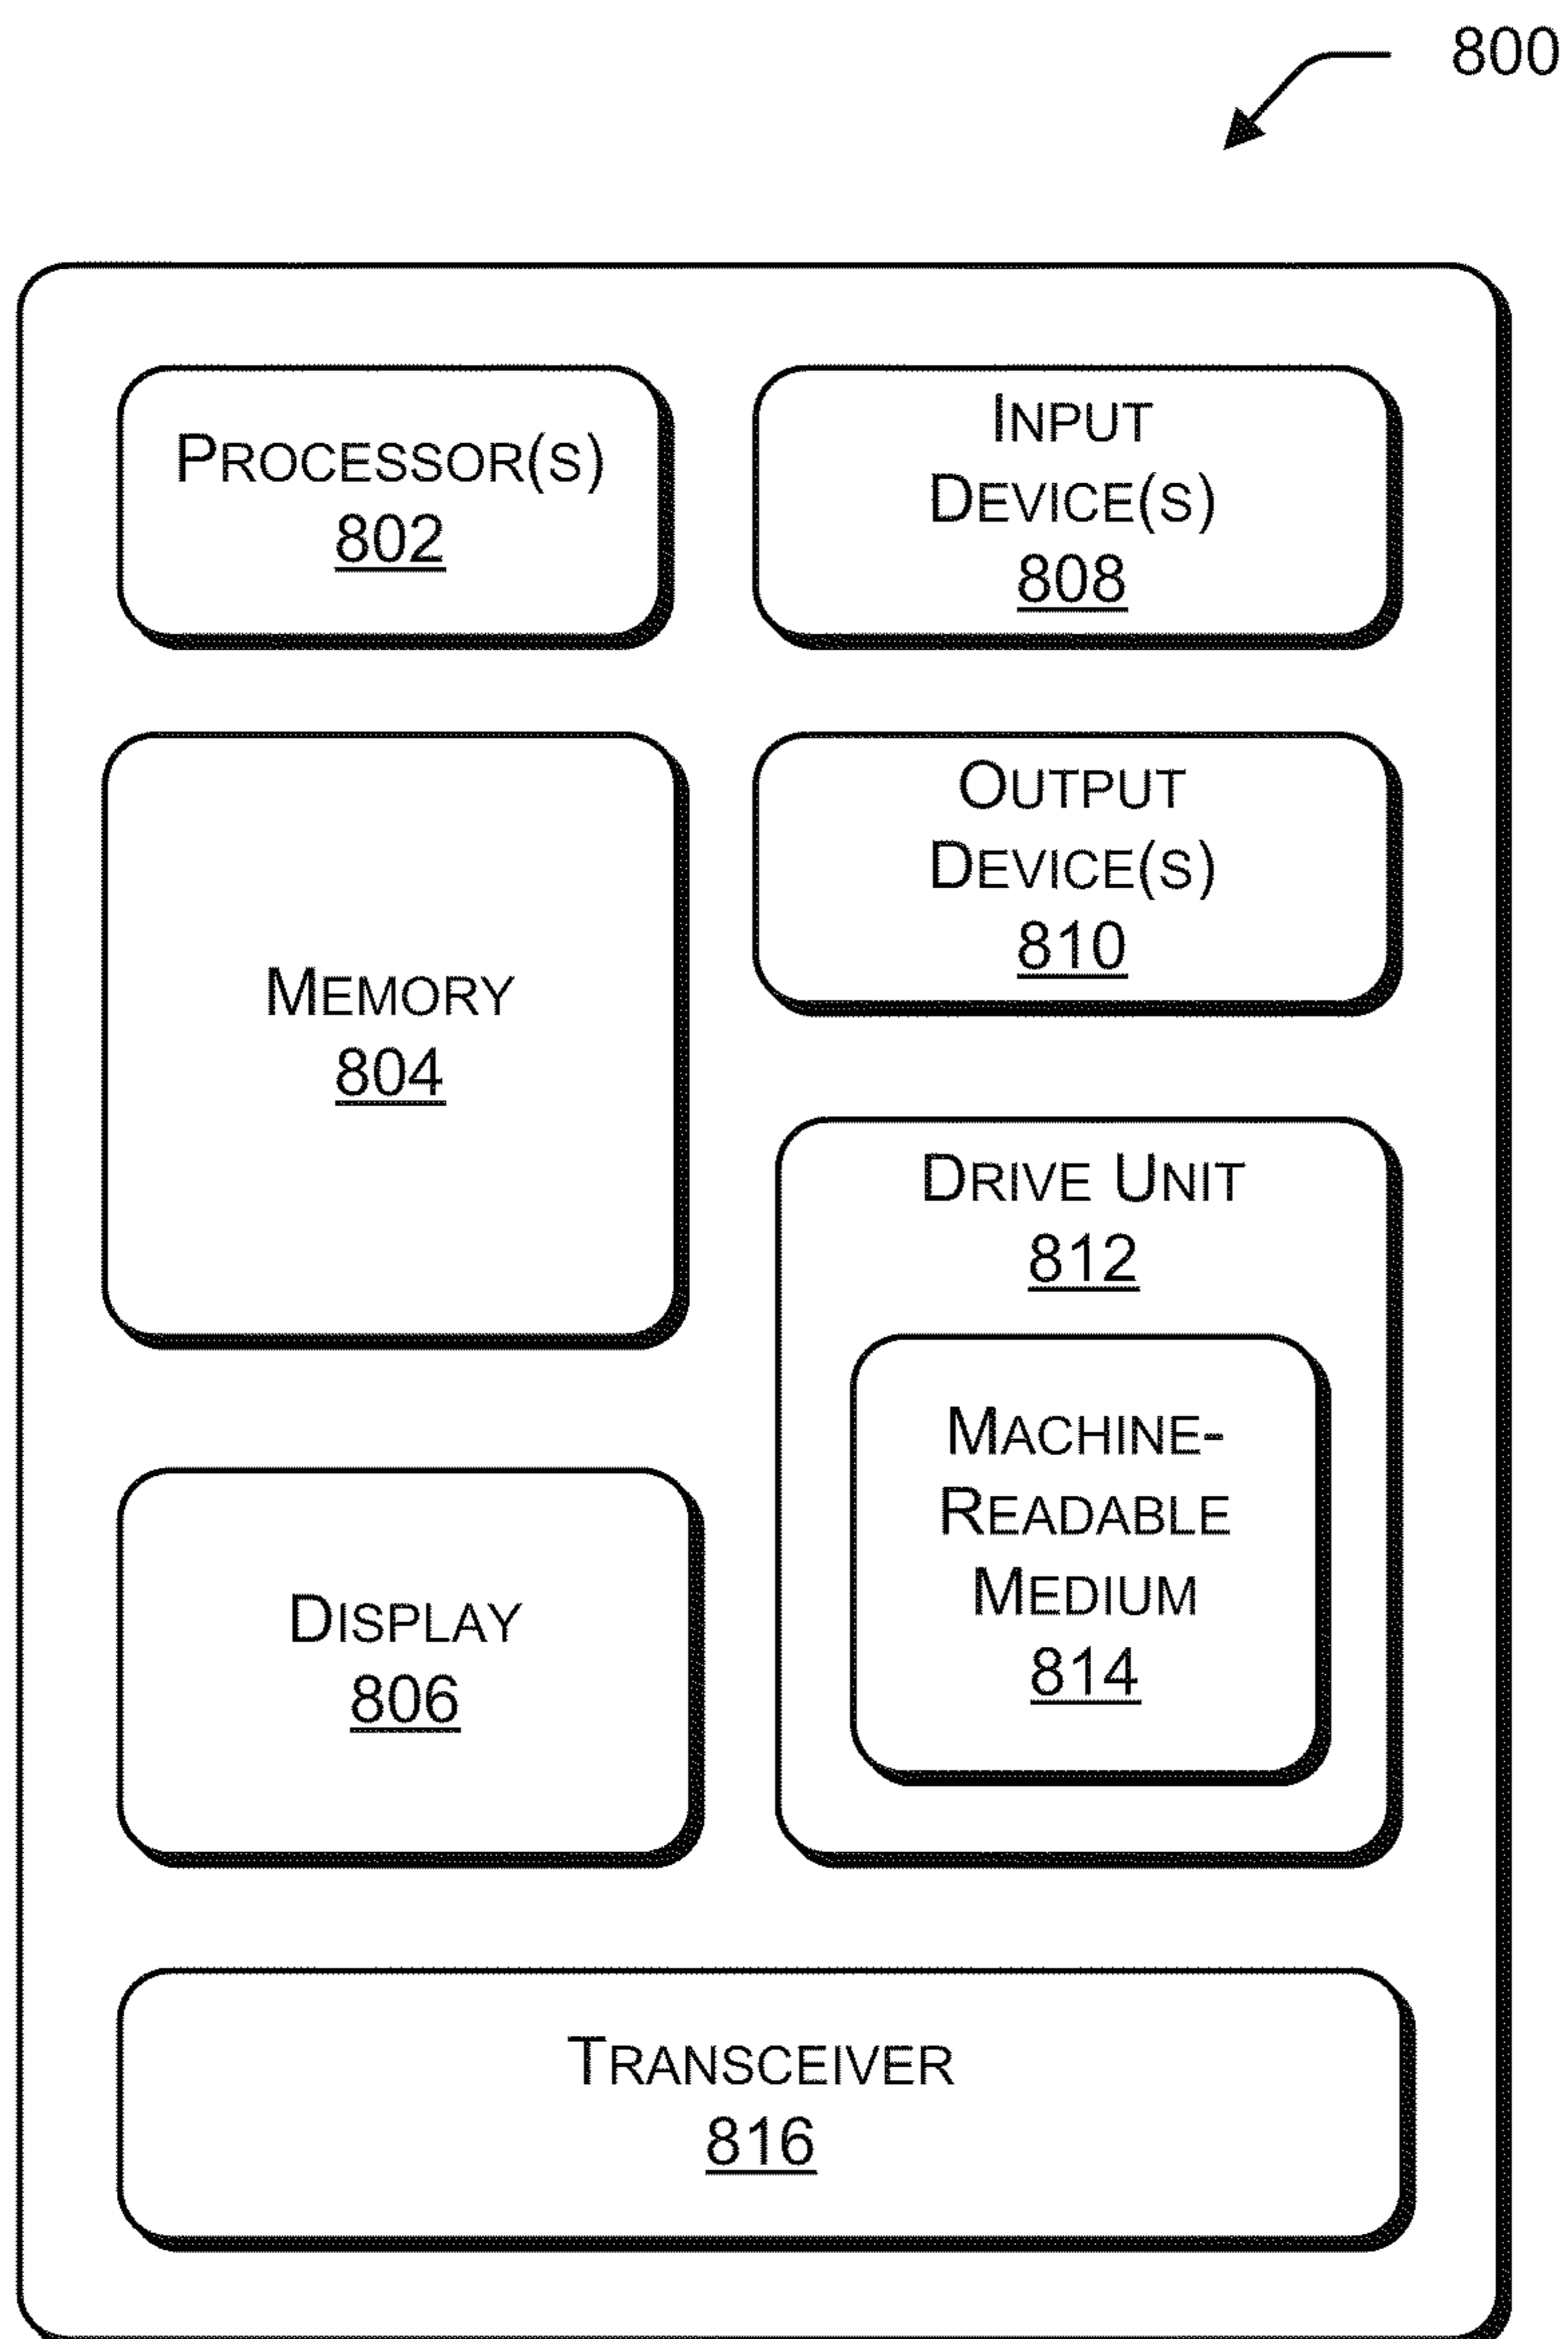 800
PROCESSOR(S)
802
INPUT
DEVICE(S)
808
MEMORY
804
OUTPUT
DEVICE(S)
810
DRIVE UNIT
812
MACHINE-
READABLE
MEDIUM
814
DISPLAY
806
TRANSCEIVER
816